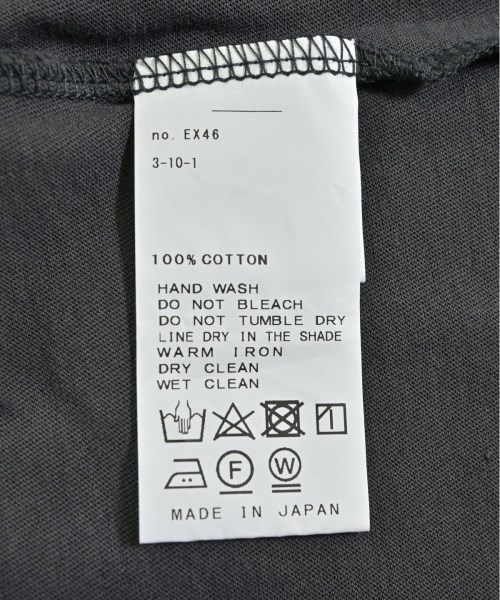 no. EX46
3-10-1
100% COTTON
HAND WASH
DO NOT BLEACH
DO NOT TUMBLE DRY
LINE DRY IN THE SHADE
WARM IRON
DRY CLEAN
WET CLEAN
F W
MADE IN JAPAN